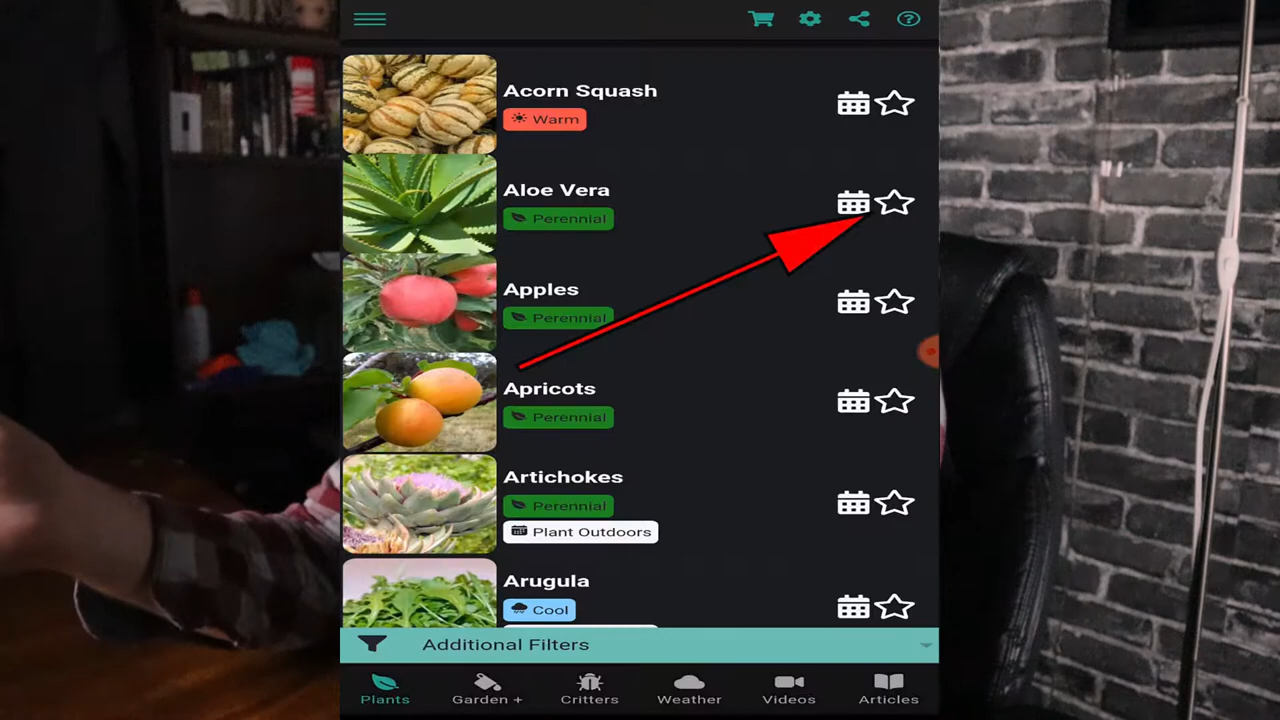 Acorn Squash
Warm
Aloe Vera
Perennial
Apples
Perennial
Apricots
Perennial
Artichokes
Perennial
Plant Outdoors
Arugula
Cool
Additional Filters
Plants
Garden +
Critters
Weather
Videos
Articles